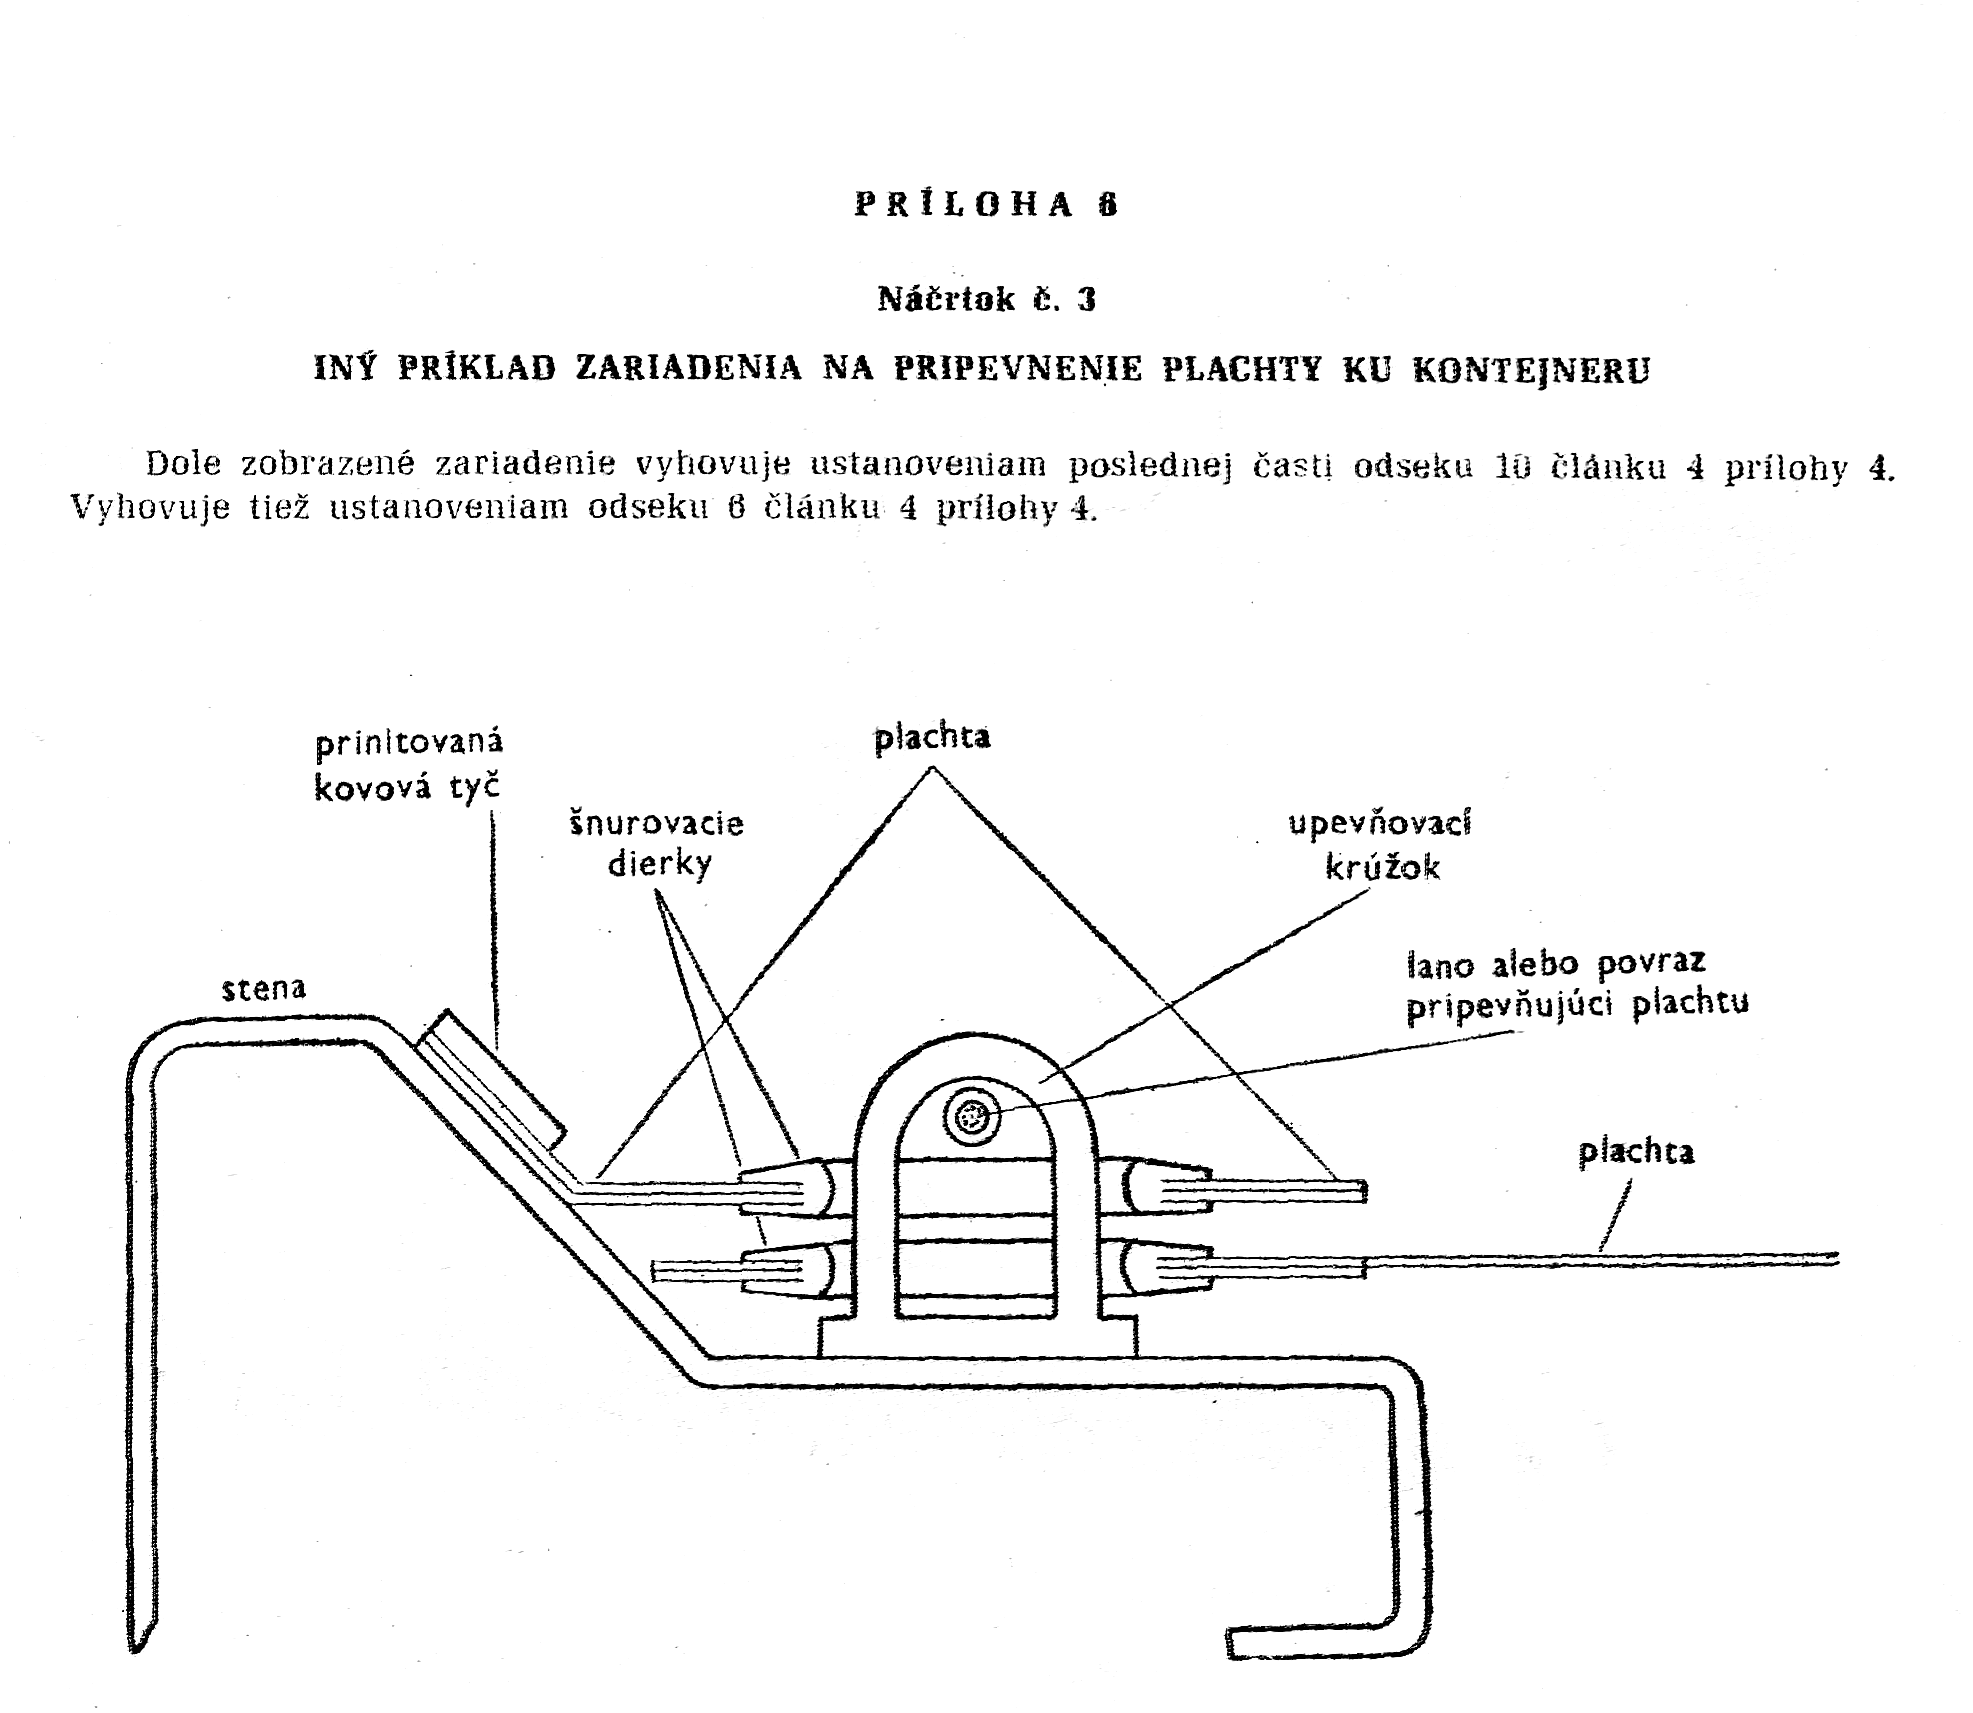 PRÍLOHA 6
Náčrtok č. 3
INÝ PRÍKLAD ZARIADENIA NA PRIPEVNENIE PLACHTY KU KONTEJNERU
Dole zobrazené zariadenie vyhovuje ustanoveniam poslednej časti odseku 10 článku 4 prílohy 4.
Vyhovuje tiež ustanoveniam odseku 6 článku 4 prílohy 4.
prinitovaná
kovová tyč
plachta
šnurovacie
dierky
upevňovací
krúžok
stena
lano alebo povraz
pripevňujúci plachtu
plachta